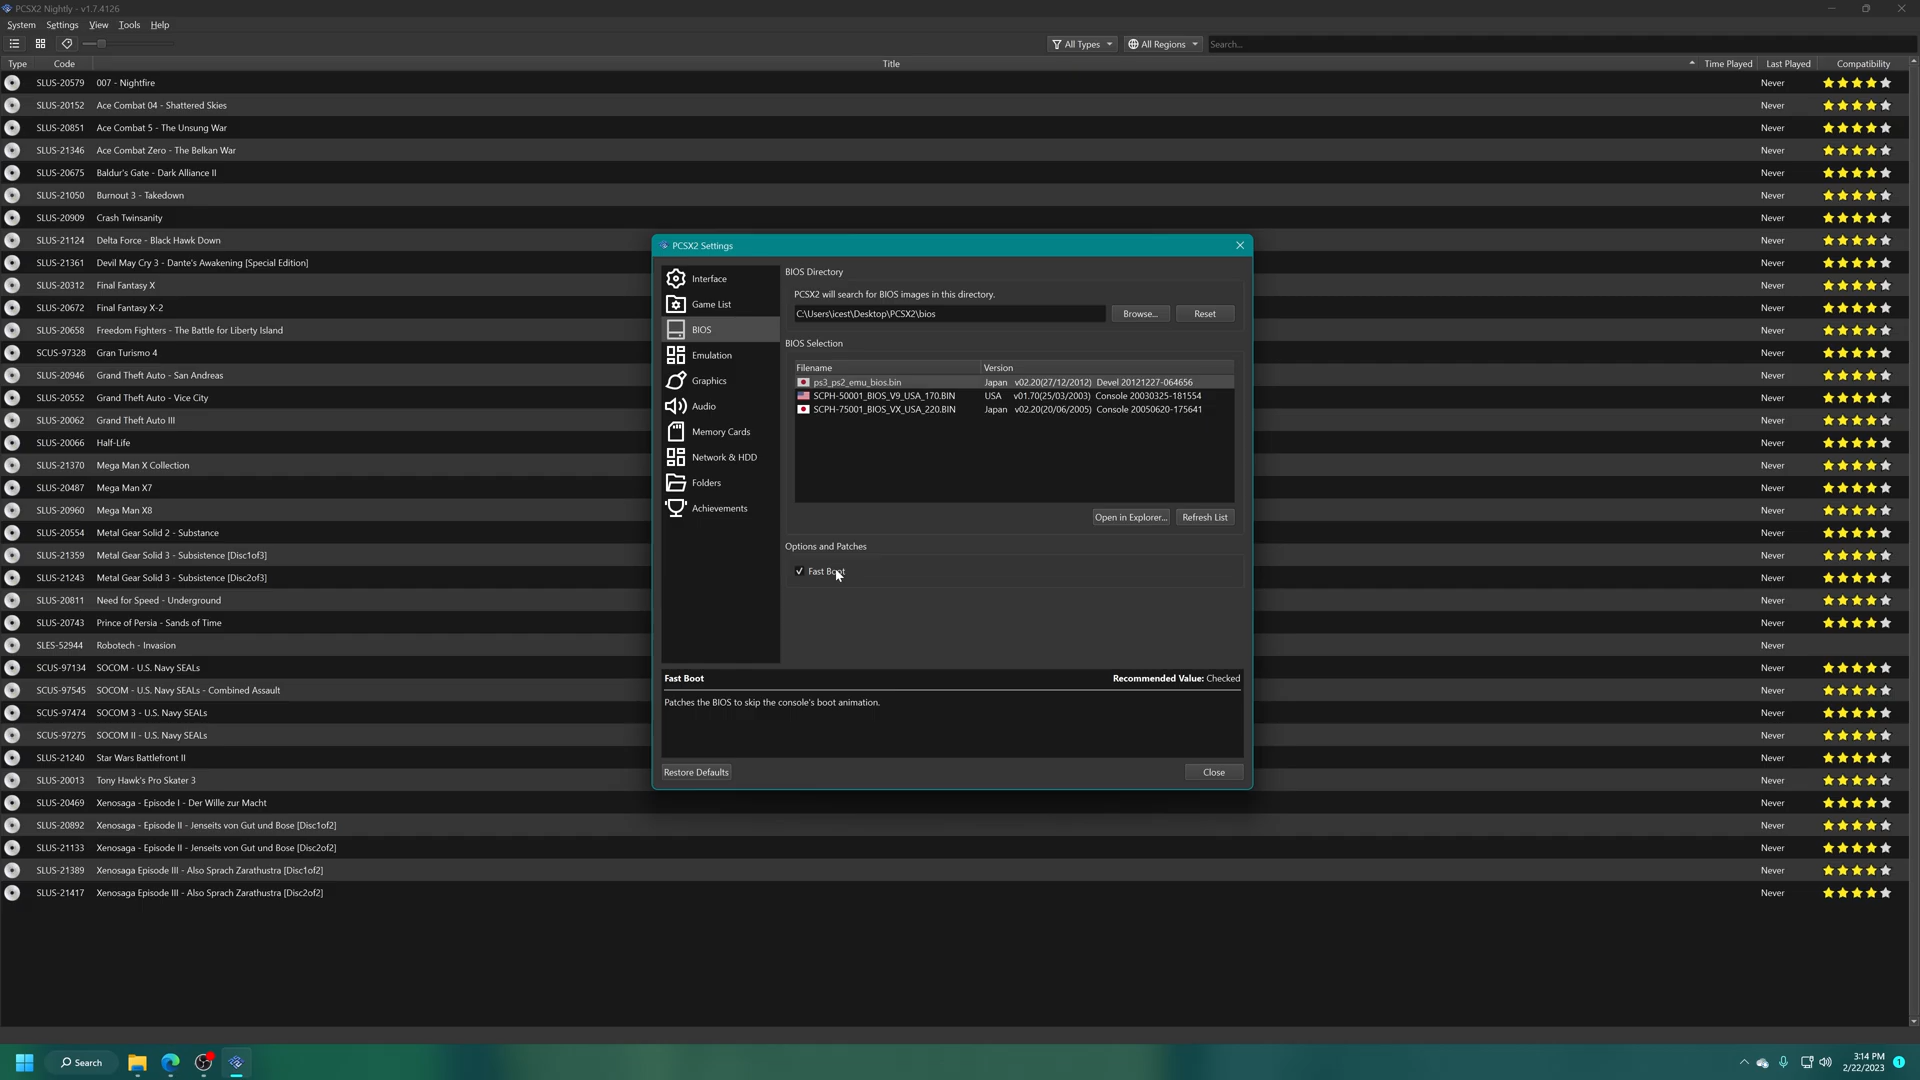 PCSX2 Nightly - v1.7.4126
System Settings View Tools Help
All Types All Regions Search...
Type Code Title Time Played Last Played Compatibility
SLUS-20579 007 - Nightfire Never
SLUS-20152 Ace Combat 04 - Shattered Skies Never
SLUS-20851 Ace Combat 5 - The Unsung War Never
SLUS-21346 Ace Combat Zero - The Belkan War Never
SLUS-20675 Baldur's Gate - Dark Alliance II Never
SLUS-21050 Burnout 3 - Takedown Never
SLUS-20909 Crash Twinsanity Never
SLUS-21124 Delta Force - Black Hawk Down Never
SLUS-21361 Devil May Cry 3 - Dante's Awakening [Special Edition] Never
SLUS-20312 Final Fantasy X Never
SLUS-20672 Final Fantasy X-2 Never
SLUS-20658 Freedom Fighters - The Battle for Liberty Island Never
SCUS-97328 Gran Turismo 4 Never
SLUS-20946 Grand Theft Auto - San Andreas Never
SLUS-20552 Grand Theft Auto - Vice City Never
SLUS-20062 Grand Theft Auto III Never
SLUS-20066 Half-Life Never
SLUS-21370 Mega Man X Collection Never
SLUS-20487 Mega Man X7 Never
SLUS-20960 Mega Man X8 Never
SLUS-20554 Metal Gear Solid 2 - Substance Never
SLUS-21359 Metal Gear Solid 3 - Subsistence [Disc1of3] Never
SLUS-21243 Metal Gear Solid 3 - Subsistence [Disc2of3] Never
SLUS-20811 Need for Speed - Underground Never
SLUS-20743 Prince of Persia - Sands of Time Never
SLES-52944 Robotech - Invasion Never
SCUS-97134 SOCOM - U.S. Navy SEALs Never
SCUS-97545 SOCOM - U.S. Navy SEALs - Combined Assault Never
SCUS-97474 SOCOM 3 - U.S. Navy SEALs Never
SCUS-97275 SOCOM II - U.S. Navy SEALs Never
SLUS-21240 Star Wars Battlefront II Never
SLUS-20013 Tony Hawk's Pro Skater 3 Never
SLUS-20469 Xenosaga - Episode I - Der Wille zur Macht Never
SLUS-20892 Xenosaga - Episode II - Jenseits von Gut und Bose [Disc1of2] Never
SLUS-21133 Xenosaga - Episode II - Jenseits von Gut und Bose [Disc2of2] Never
SLUS-21389 Xenosaga Episode III - Also Sprach Zarathustra [Disc1of2] Never
SLUS-21417 Xenosaga Episode III - Also Sprach Zarathustra [Disc2of2] Never
PCSX2 Settings
Interface
Game List
BIOS
Emulation
Graphics
Audio
Memory Cards
Network & HDD
Folders
Achievements
BIOS Directory
PCSX2 will search for BIOS images in this directory.
C:\Users\icest\Desktop\PCSX2\bios Browse... Reset
BIOS Selection
Filename Version
ps3_ps2_emu_bios.bin Japan v02.20(27/12/2012) Devel 20121227-064656
SCPH-50001_BIOS_V9_USA_170.BIN USA v01.70(25/03/2003) Console 20030325-181554
SCPH-75001_BIOS_VX_USA_220.BIN Japan v02.20(20/06/2005) Console 20050620-175641
Open in Explorer... Refresh List
Options and Patches
Fast Boot
Fast Boot Recommended Value: Checked
Patches the BIOS to skip the console's boot animation.
Restore Defaults Close
Search
3:14 PM
2/22/2023
1